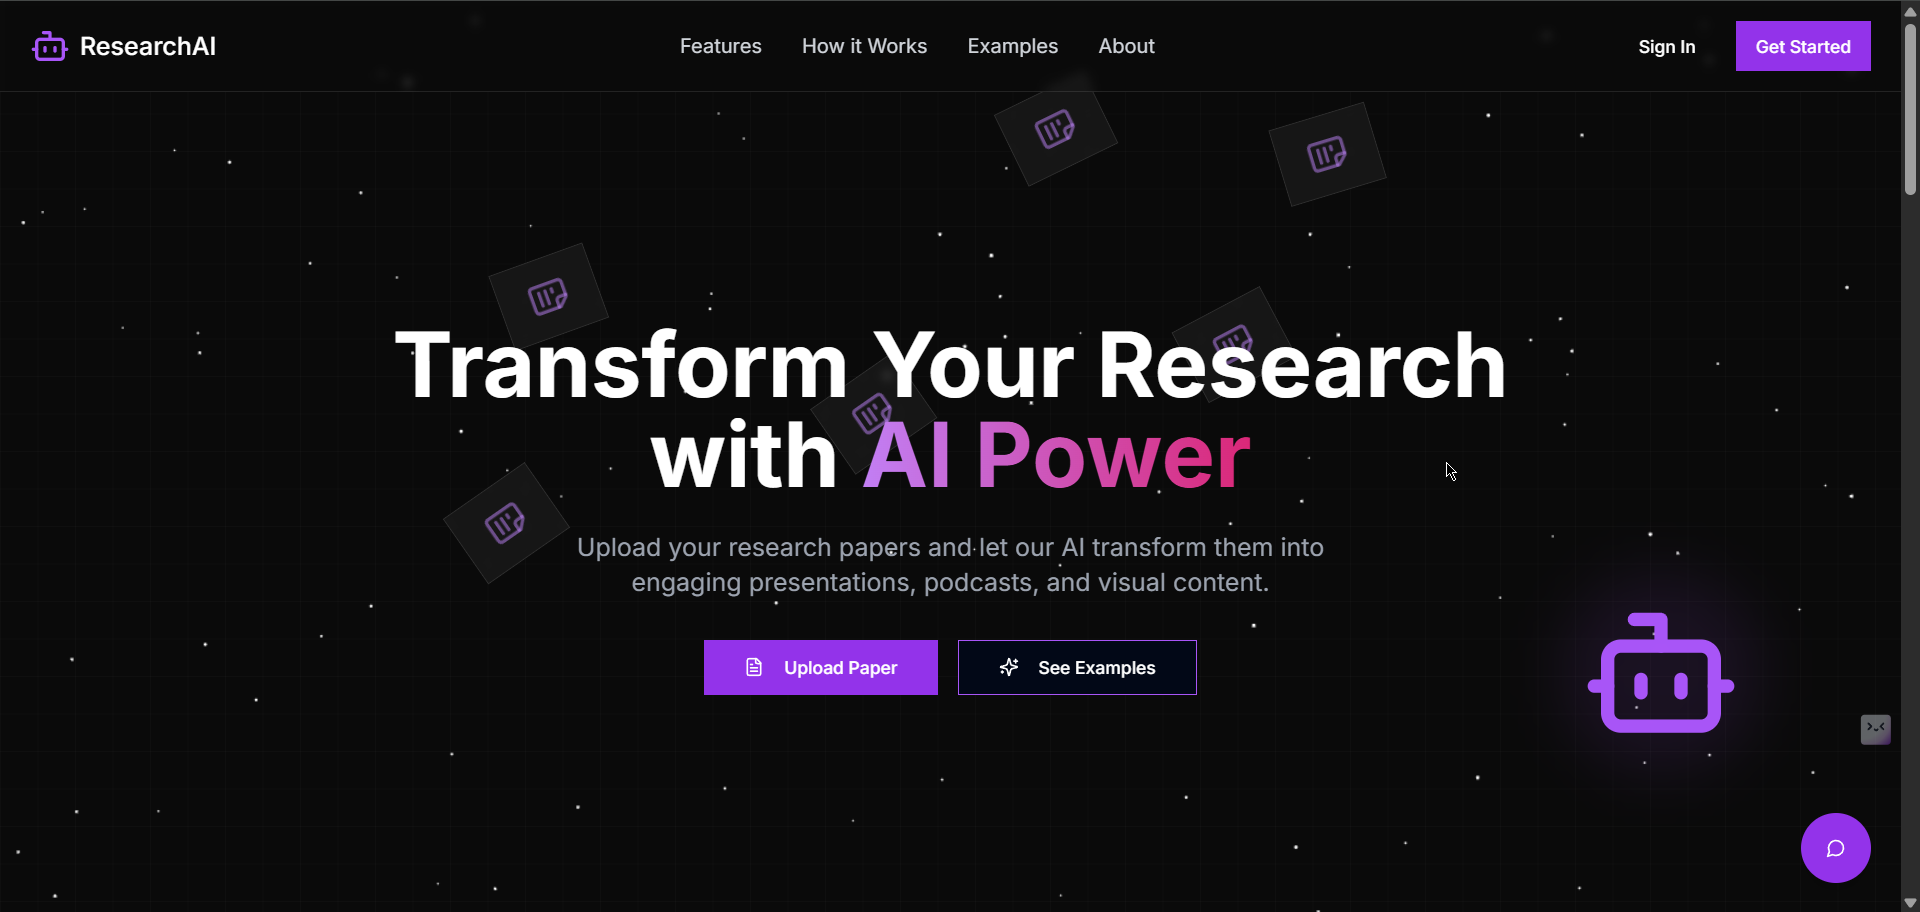 ResearchAI
Features
How it Works
Examples
About
Sign In
Get Started
Transform Your Research
with AI Power
Upload your research papers and let our AI transform them into
engaging presentations, podcasts, and visual content.
Upload Paper
See Examples